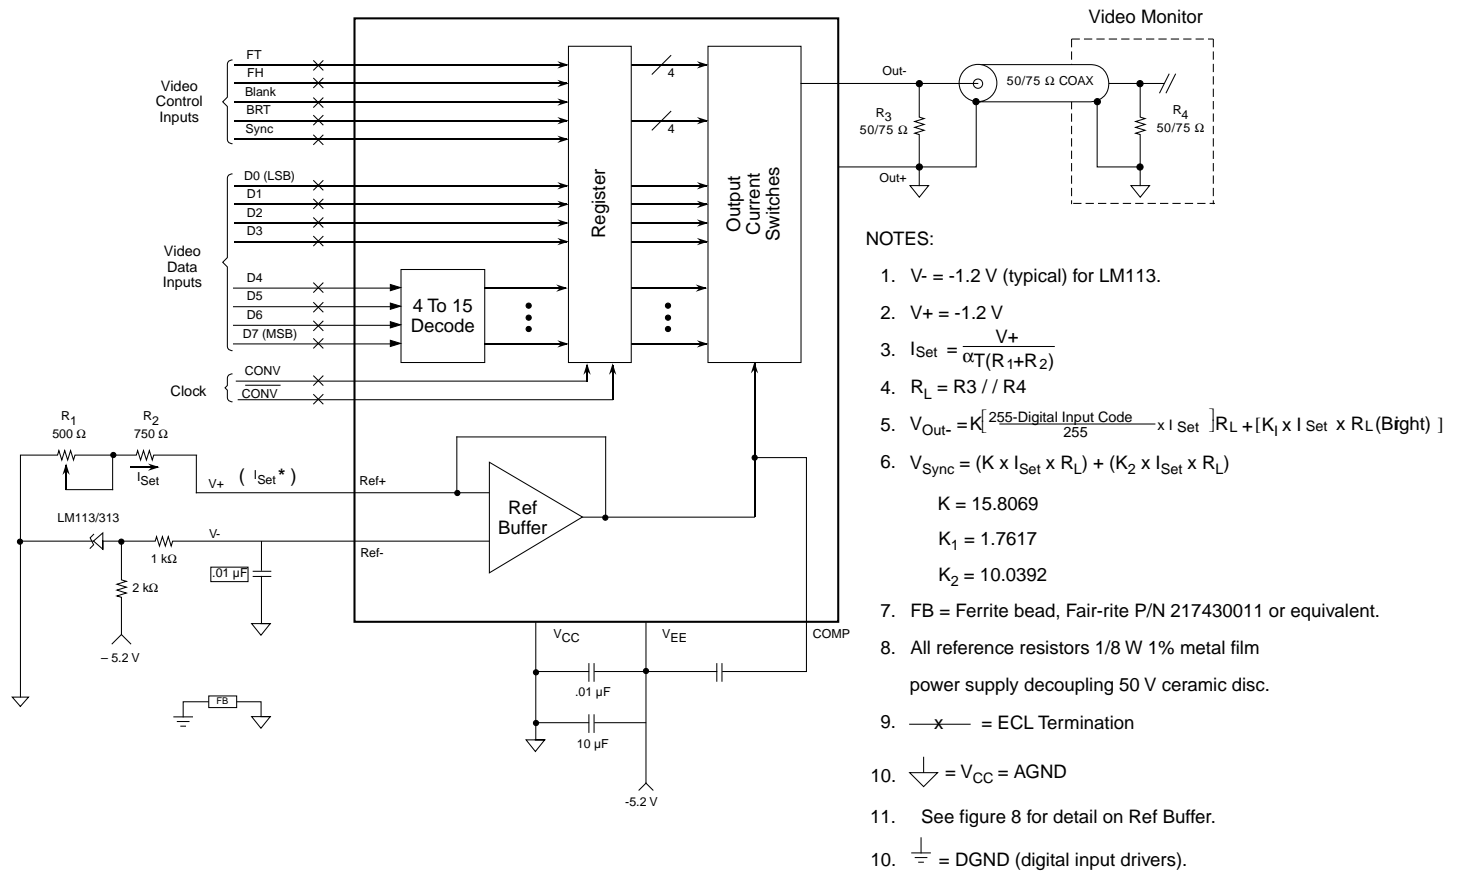 Video Monitor
FT
FH
Blank
BRT
Sync
Video
Control
Inputs
D0 (LSB)
D1
D2
D3
D4
D5
D6
D7 (MSB)
Video
Data
Inputs
4 To 15
Decode
Register
4
4
Output
Current
Switches
Out-
Out+
R3
50/75 Ω
50/75 Ω COAX
R4
50/75 Ω
Clock
CONV
CONV
R1
500 Ω
R2
750 Ω
ISet
V+
( ISet* )
Ref+
LM113/313
V-
1 kΩ
2 kΩ
.01 µF
Ref-
– 5.2 V
Ref
Buffer
FB
VCC
VEE
COMP
.01 µF
10 µF
-5.2 V
NOTES:
1. V- = -1.2 V (typical) for LM113.
2. V+ = -1.2 V
3. ISet = V+ / αT(R1+R2)
4. RL = R3 // R4
5. VOut- = K[ 255-Digital Input Code / 255 x I Set ]RL + [K1 x I Set x RL (Bright) ]
6. VSync = (K x ISet x RL) + (K2 x ISet x RL)
K = 15.8069
K1 = 1.7617
K2 = 10.0392
7. FB = Ferrite bead, Fair-rite P/N 217430011 or equivalent.
8. All reference resistors 1/8 W 1% metal film
power supply decoupling 50 V ceramic disc.
9. x = ECL Termination
10. = VCC = AGND
11. See figure 8 for detail on Ref Buffer.
10. = DGND (digital input drivers).